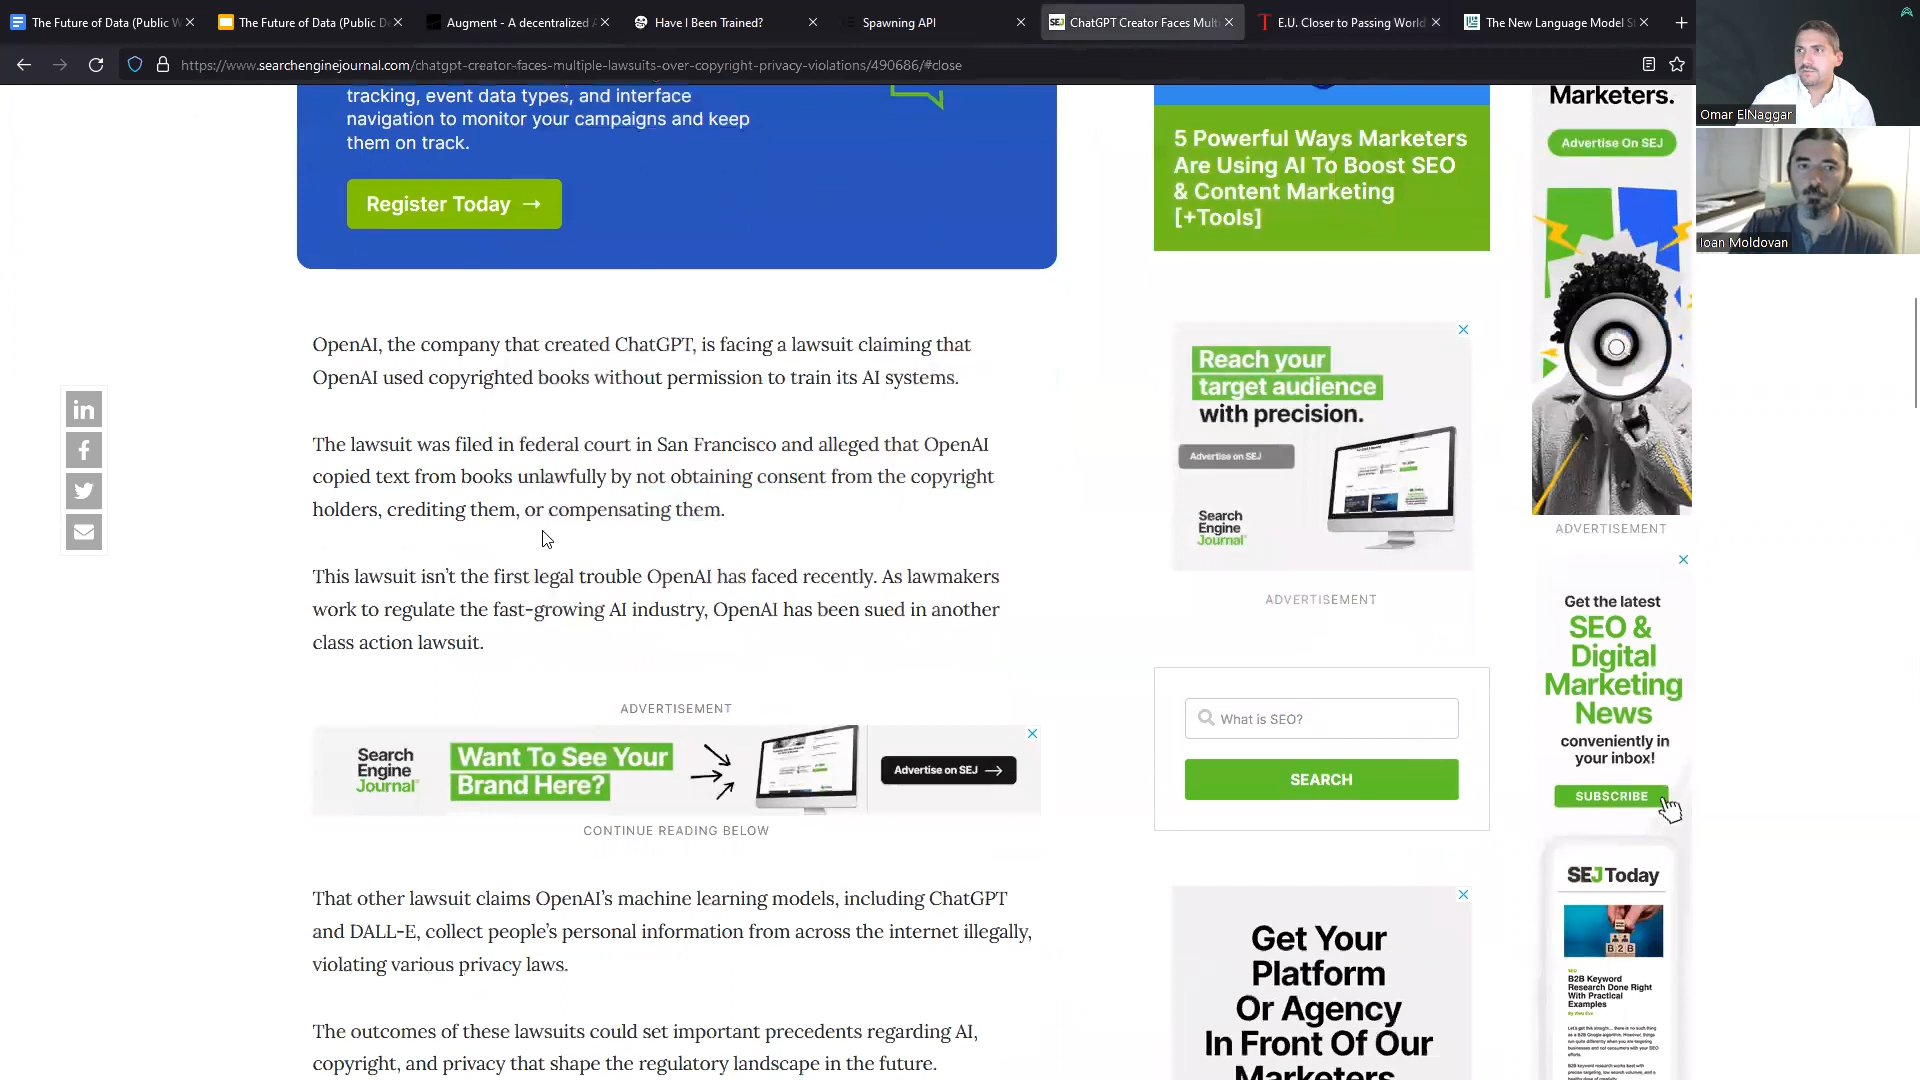 The Future of Data (Public W
The Future of Data (Public De
Augment - A decentralized A
Have I Been Trained?
Spawning API
SEJ
ChatGPT Creator Faces Mult
E.U. Closer to Passing World
The New Language Model St
https://www.searchenginejournal.com/chatgpt-creator-faces-multiple-lawsuits-over-copyright-privacy-violations/490686/#close
tracking, event data types, and interface
navigation to monitor your campaigns and keep
them on track.
Register Today →
OpenAI, the company that created ChatGPT, is facing a lawsuit claiming that
OpenAI used copyrighted books without permission to train its AI systems.
The lawsuit was filed in federal court in San Francisco and alleged that OpenAI
copied text from books unlawfully by not obtaining consent from the copyright
holders, crediting them, or compensating them.
This lawsuit isn’t the first legal trouble OpenAI has faced recently. As lawmakers
work to regulate the fast-growing AI industry, OpenAI has been sued in another
class action lawsuit.
ADVERTISEMENT
Search
Engine
Journal
Want To See Your
Brand Here?
Advertise on SEJ →
CONTINUE READING BELOW
That other lawsuit claims OpenAI’s machine learning models, including ChatGPT
and DALL-E, collect people’s personal information from across the internet illegally,
violating various privacy laws.
The outcomes of these lawsuits could set important precedents regarding AI,
copyright, and privacy that shape the regulatory landscape in the future.
5 Powerful Ways Marketers
Are Using AI To Boost SEO
& Content Marketing
[+Tools]
Reach your
target audience
with precision.
Advertise on SEJ
Search
Engine
Journal
ADVERTISEMENT
What is SEO?
SEARCH
Get Your
Platform
Or Agency
In Front Of Our
Marketers
Marketers.
Advertise On SEJ
ADVERTISEMENT
Get the latest
SEO &
Digital
Marketing
News
conveniently in
your inbox!
SUBSCRIBE
SEJ Today
B2B
SEO
B2B Keyword
Research Done Right
With Practical
Examples
Omar ElNaggar
Ioan Moldovan